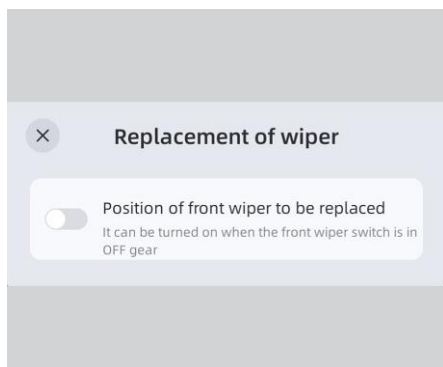 Replacement of wiper
Position of front wiper to be replaced
It can be turned on when the front wiper switch is in
OFF gear